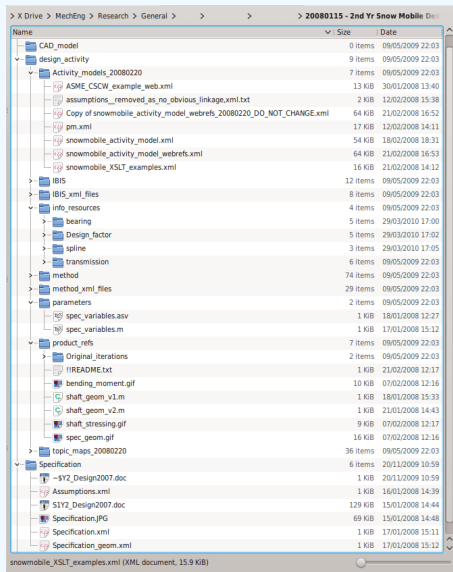 > X Drive > MechEng > Research > General > > > > 20080115 - 2nd Yr Snow Mobile Des
Name Size Date
CAD_model 0 items 09/05/2009 22:03
design_activity 9 items 09/05/2009 22:03
Activity_models_20080220 7 items 09/05/2009 22:03
ASME_CSCW_example_web.xml 13 KiB 30/01/2008 13:40
assumptions__removed_as_no_obvious_linkage,xml.txt 2 KiB 12/02/2008 15:38
Copy of snowmobile_activity_model_webrefs_20080220_DO_NOT_CHANGE.xml 64 KiB 21/02/2008 16:52
pm.xml 17 KiB 12/02/2008 14:11
snowmobile_activity_model.xml 54 KiB 18/02/2008 18:31
snowmobile_activity_model_webrefs.xml 64 KiB 21/02/2008 16:53
snowmobile_XSLT_examples.xml 16 KiB 21/02/2008 14:12
IBIS 12 items 09/05/2009 22:03
IBIS_xml_files 8 items 09/05/2009 22:03
info_resources 4 items 09/05/2009 22:03
bearing 5 items 29/03/2010 17:00
Design_factor 5 items 29/03/2010 17:02
spline 3 items 29/03/2010 17:05
transmission 6 items 09/05/2009 22:03
method 74 items 09/05/2009 22:03
method_xml_files 29 items 09/05/2009 22:03
parameters 2 items 09/05/2009 22:03
spec_variables.asv 1 KiB 18/01/2008 12:27
spec_variables.m 1 KiB 17/01/2008 15:12
product_refs 7 items 09/05/2009 22:03
Original_iterations 2 items 09/05/2009 22:03
!!README.txt 1 KiB 21/02/2008 12:17
bending_moment.gif 10 KiB 07/02/2008 12:16
shaft_geom_v1.m 1 KiB 18/01/2008 15:33
shaft_geom_v2.m 1 KiB 21/01/2008 14:43
shaft_stressing.gif 9 KiB 07/02/2008 12:17
spec_geom.gif 16 KiB 07/02/2008 12:16
topic_maps_20080220 36 items 09/05/2009 22:03
Specification 6 items 20/11/2009 10:59
~$Y2_Design2007.doc 1 KiB 20/11/2009 10:59
Assumptions.xml 1 KiB 16/01/2008 14:39
S1Y2_Design2007.doc 129 KiB 15/01/2008 14:44
Specification.JPG 69 KiB 15/01/2008 14:48
Specification.xml 1 KiB 17/01/2008 15:11
Specification_geom.xml 1 KiB 17/01/2008 15:12
snowmobile_XSLT_examples.xml (XML document, 15.9 KiB)